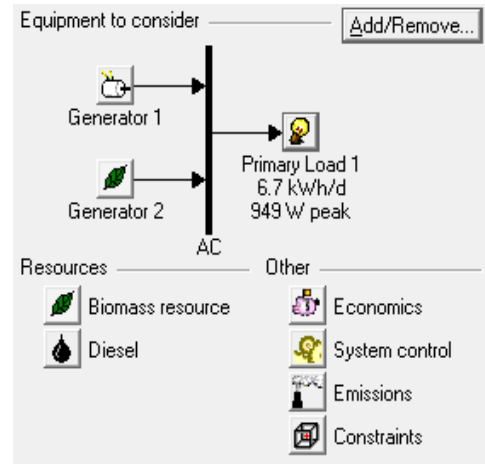 Equipment to consider
Add/Remove...
Generator 1
Primary Load 1
6.7 kWh/d
949 W peak
Generator 2
AC
Resources
Other
Biomass resource
Economics
Diesel
System control
Emissions
Constraints